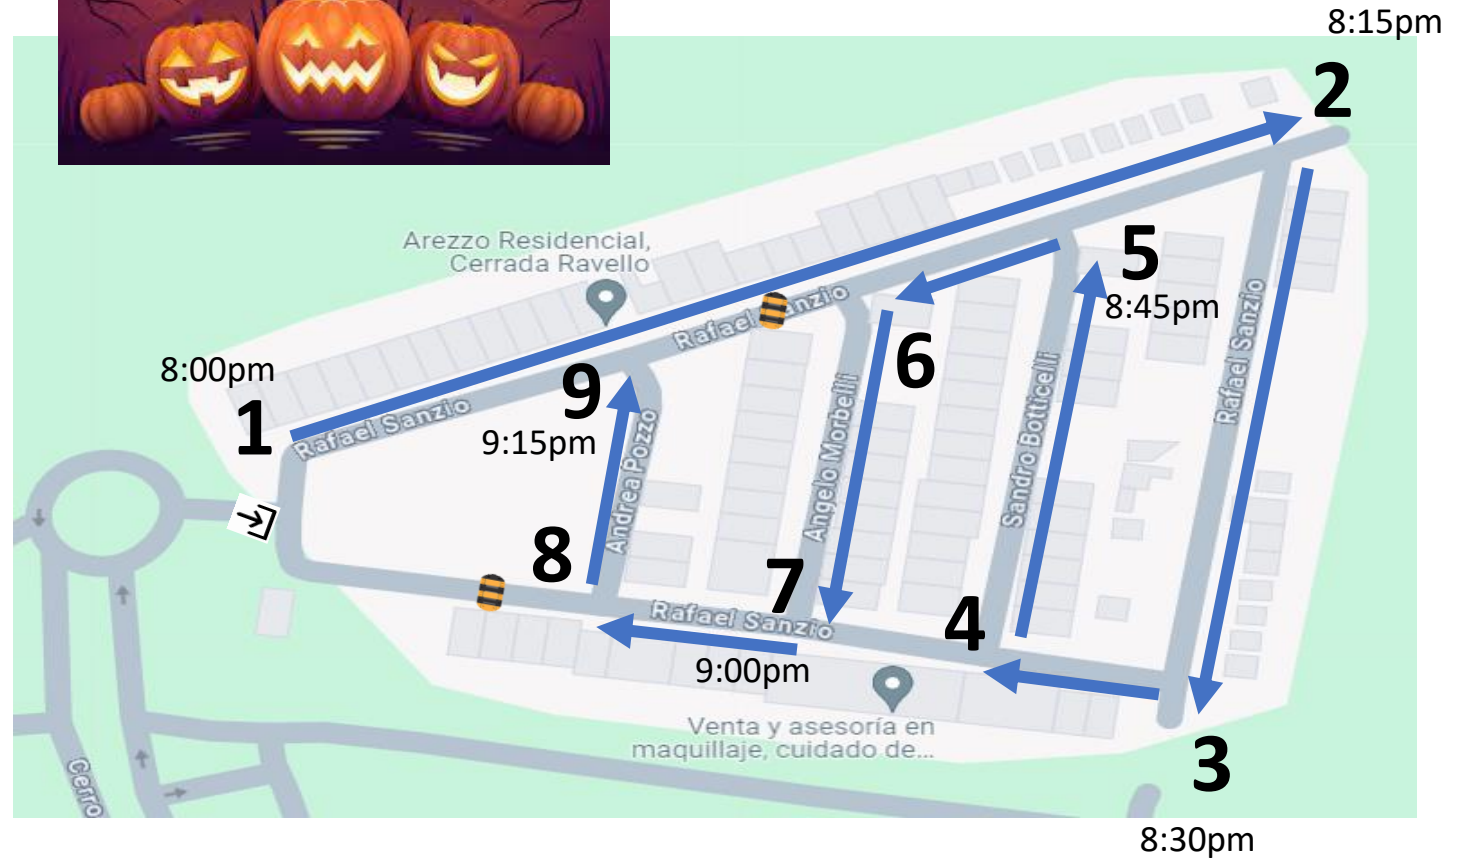 8:15pm
2
Arezzo Residencial,
Cerrada Ravello
5
8:45pm
Rafael Sanzio
Rafael Sanzio
8:00pm
1
Rafael Sanzio
9
9:15pm
6
Andrea Pozzo
Angelo Morbelli
Sandro Botticelli
8
7
4
Rafael Sanzio
9:00pm
Venta y asesoría en
maquillaje, cuidado de...
3
Cerro
8:30pm